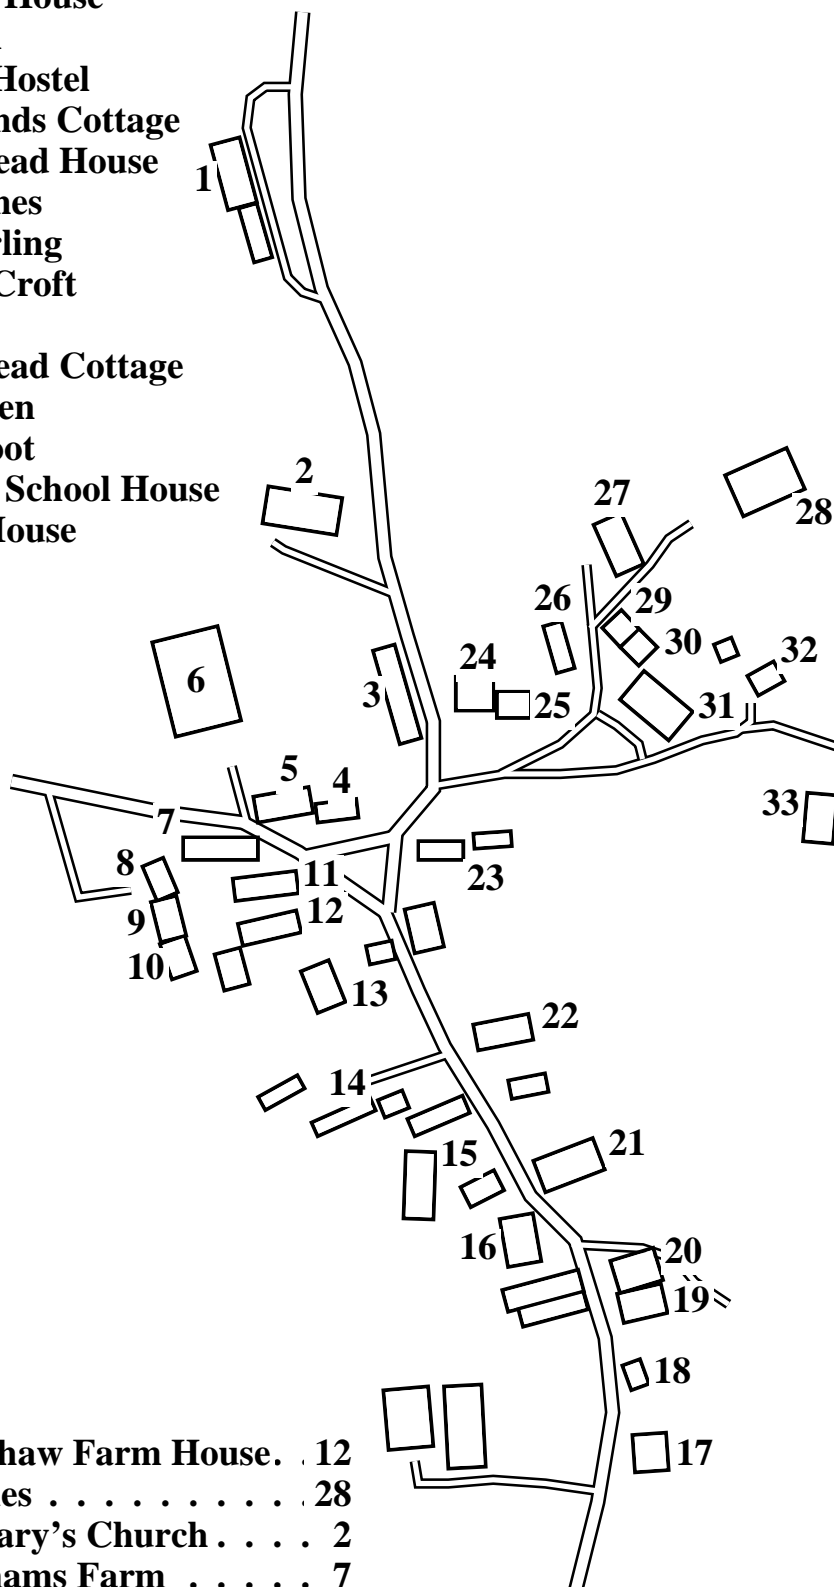 House
Hostel
nds Cottage
ead House
nes
rling
Croft
ead Cottage
en
oot
School House
House
1
2
27
28
26
29
24
30
32
6
3
25
31
5
4
33
7
8
11
23
9
12
10
13
22
14
15
21
16
20
19
18
17
haw Farm House. . 12
es . . . . . . . . . . 28
ary’s Church . . . . 2
ams Farm . . . . . 7